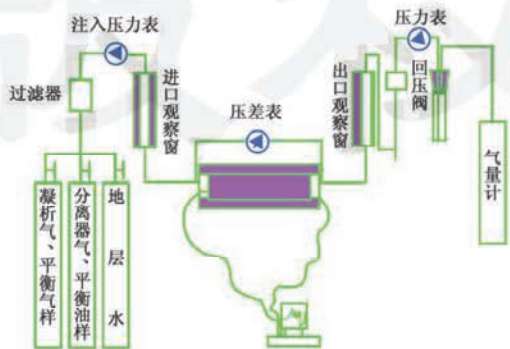 注入压力表
压力表
过滤器
进口观察窗
压差表
出口观察窗
回压阀
气量计
凝析气、平衡气样
分离器气、平衡油样
地层水